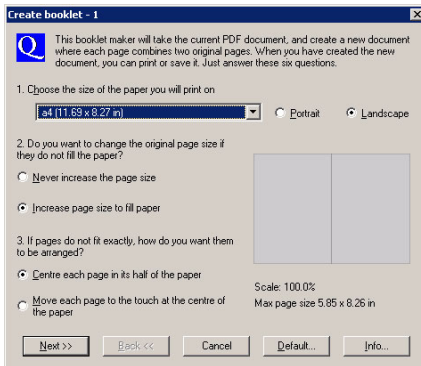 Create booklet - 1
Q
This booklet maker will take the current PDF document, and create a new document
where each page combines two original pages. When you have created the new
document, you can print or save it. Just answer these six questions.
1. Choose the size of the paper you will print on
a4 (11.69 x 8.27 in)
Portrait
Landscape
2. Do you want to change the original page size if
they do not fill the paper?
Never increase the page size
Increase page size to fill paper
3. If pages do not fit exactly, how do you want them
to be arranged?
Centre each page in its half of the paper
Move each page to the touch at the centre of
the paper
Scale: 100.0%
Max page size 5.85 x 8.26 in
Next >>
Back <<
Cancel
Default...
Info...